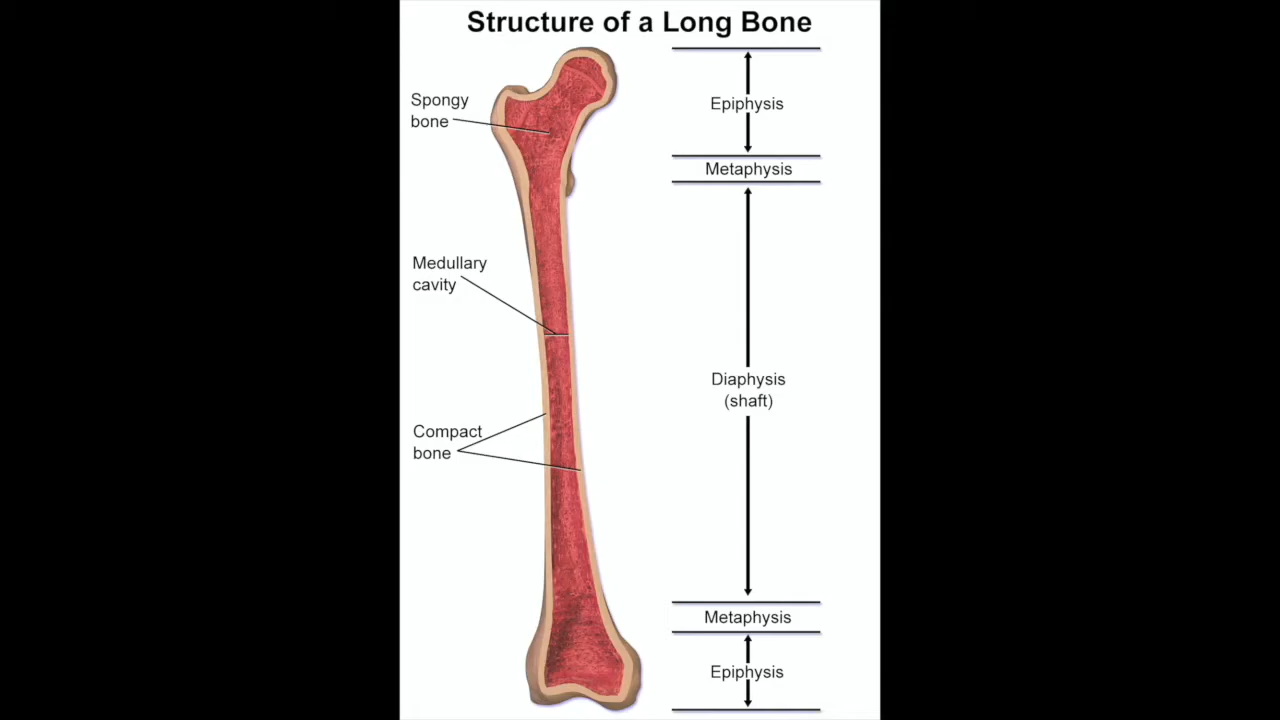 Structure of a Long Bone
Spongy
bone
Medullary
cavity
Compact
bone
Epiphysis
Metaphysis
Diaphysis
(shaft)
Metaphysis
Epiphysis